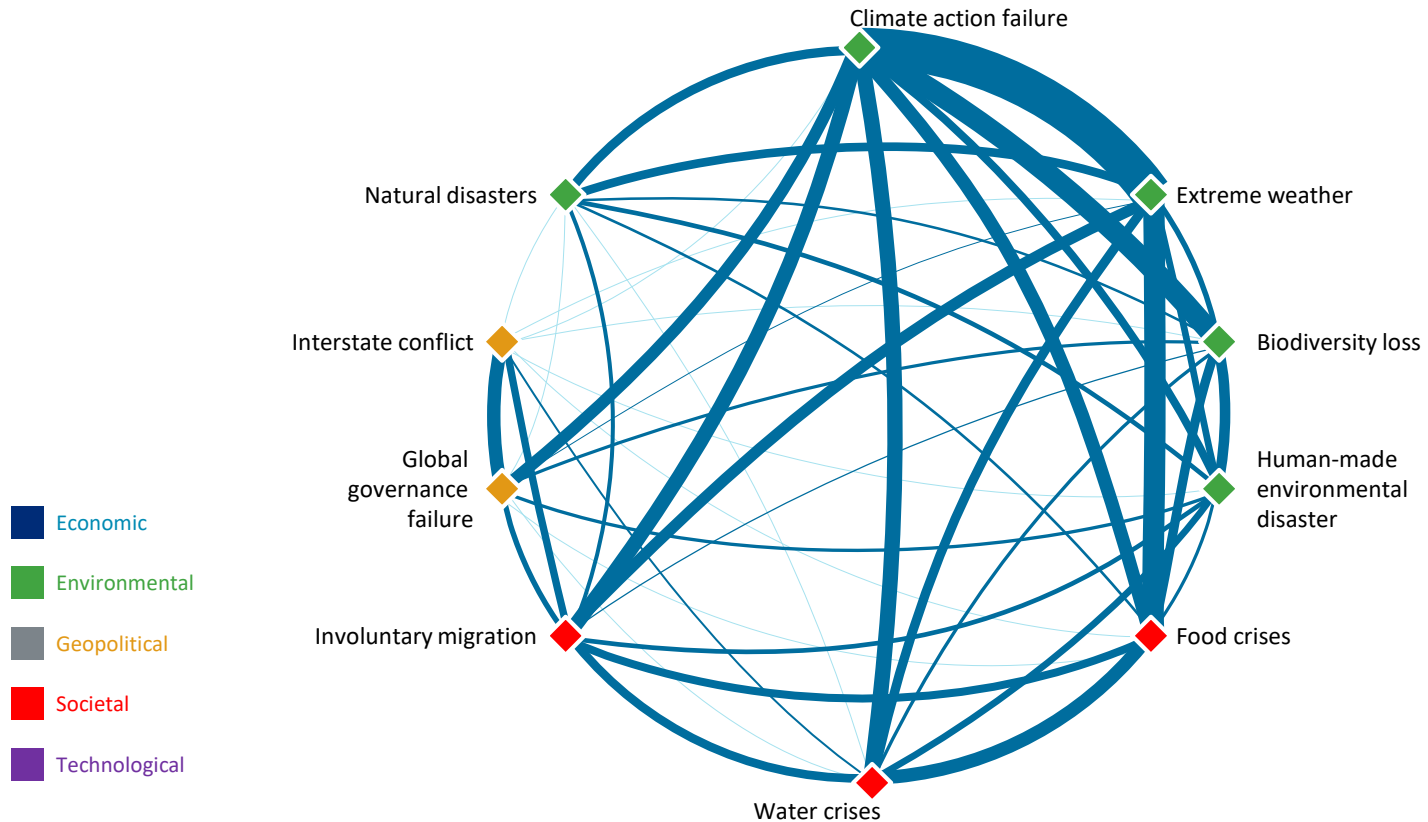 Climate action failure
Natural disasters
Extreme weather
Interstate conflict
Biodiversity loss
Global
governance
failure
Human-made
environmental
disaster
Economic
Environmental
Geopolitical
Societal
Technological
Involuntary migration
Food crises
Water crises